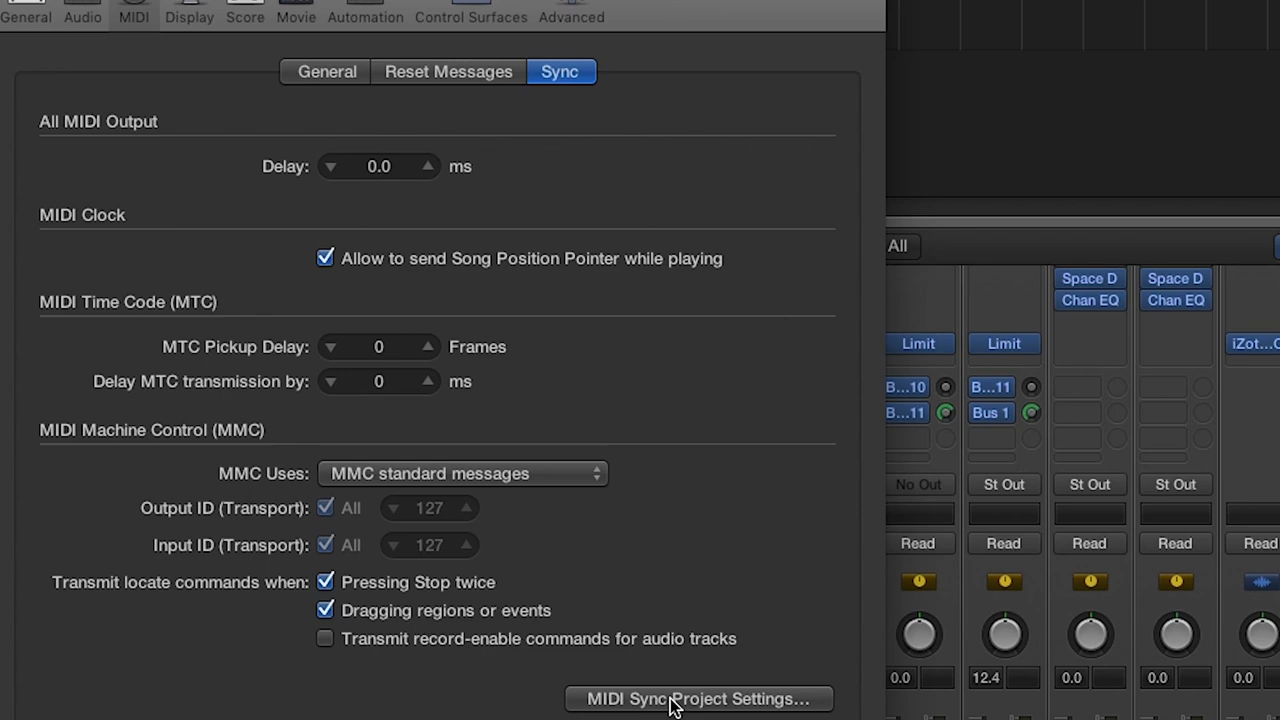 General Audio MIDI Display Score Movie Automation Control Surfaces Advanced
General Reset Messages Sync
All MIDI Output
Delay: 0.0 ms
MIDI Clock
Allow to send Song Position Pointer while playing
MIDI Time Code (MTC)
MTC Pickup Delay: 0 Frames
Delay MTC transmission by: 0 ms
MIDI Machine Control (MMC)
MMC Uses: MMC standard messages
Output ID (Transport): All 127
Input ID (Transport): All 127
Transmit locate commands when: Pressing Stop twice
Dragging regions or events
Transmit record-enable commands for audio tracks
MIDI Sync Project Settings...
All
Space D Space D
Chan EQ Chan EQ
Limit Limit iZot...C
B...10 B...11
B...11 Bus 1
No Out St Out St Out St Out
Read Read Read Read Read
0.0 12.4 0.0 0.0 0.0